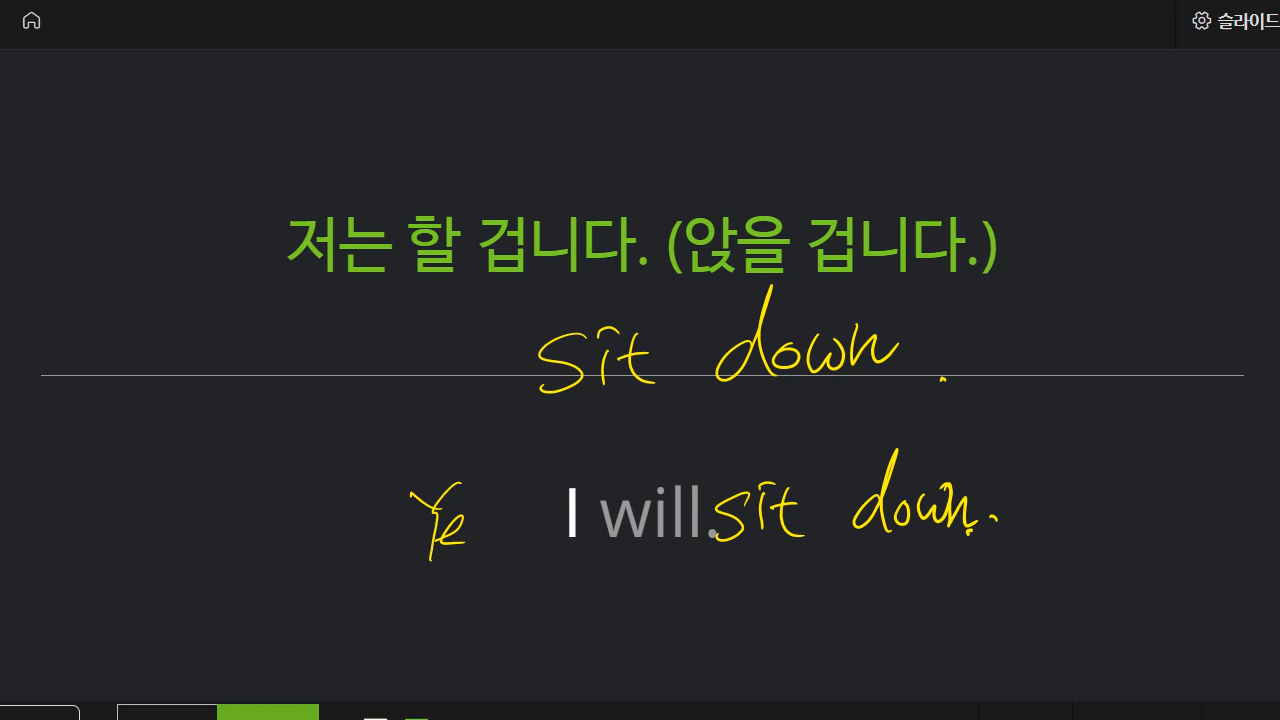 슬라이드
저는 할 겁니다. (앉을 겁니다.)
sit down.
Ye I will. sit down.